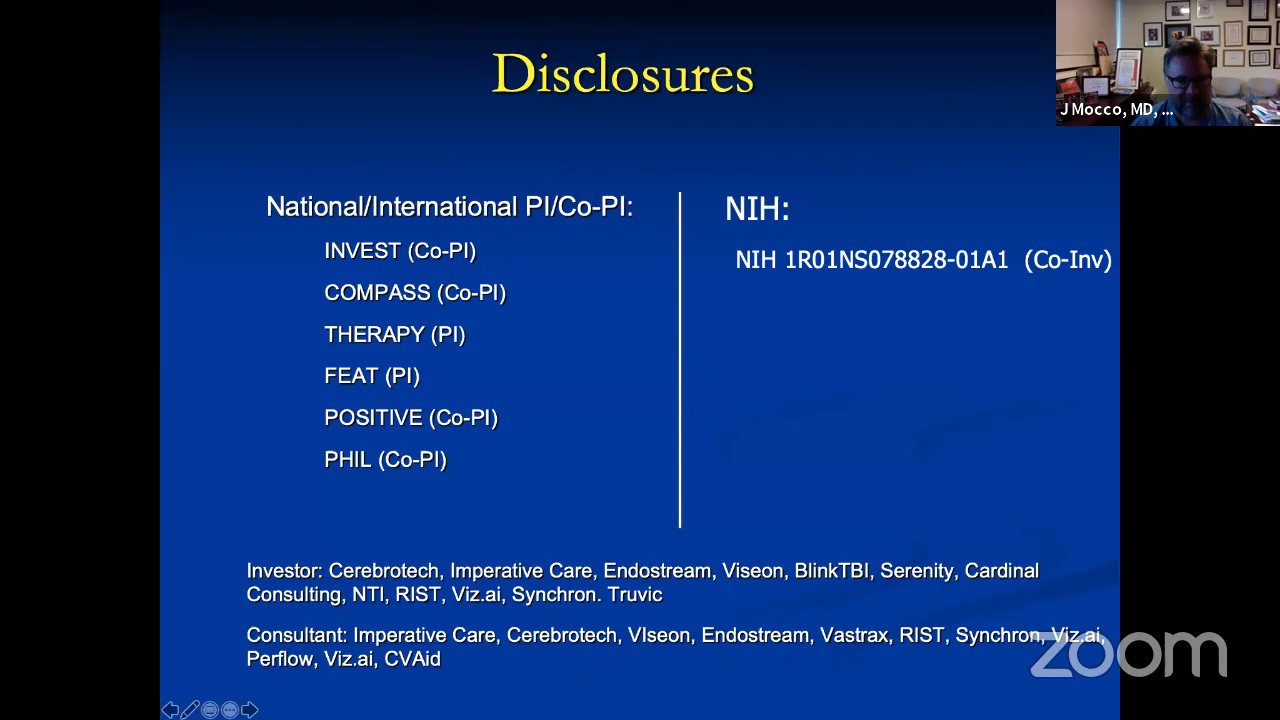 Disclosures
J Mocco, MD, ...
National/International PI/Co-PI:
INVEST (Co-PI)
COMPASS (Co-PI)
THERAPY (PI)
FEAT (PI)
POSITIVE (Co-PI)
PHIL (Co-PI)
NIH:
NIH 1R01NS078828-01A1 (Co-Inv)
Investor: Cerebrotech, Imperative Care, Endostream, Viseon, BlinkTBI, Serenity, Cardinal
Consulting, NTI, RIST, Viz.ai, Synchron. Truvic
Consultant: Imperative Care, Cerebrotech, VIseon, Endostream, Vastrax, RIST, Synchron, Viz.ai,
Perflow, Viz.ai, CVAid
zoom